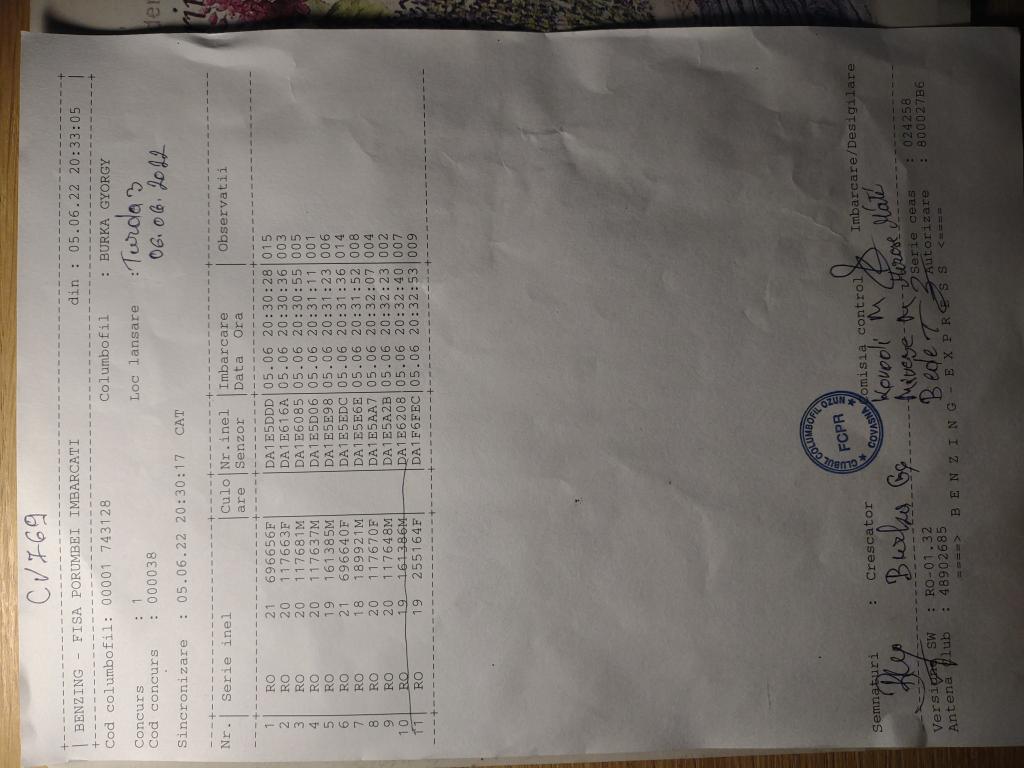 CV769
| BENZING - FISA PORUMBEI IMBARCATI din : 05.06.22 20:33:05 |
Cod columbofil: 00001 743128 Columbofil : BURKA GYORGY
Concurs : 1 Loc lansare :Turda
Cod concurs : 000038 06.06.2022
Sincronizare : 05.06.22 20:30:17 CAT
Nr.| Serie inel |Culo|Nr.inel |Imbarcare |Observatii
|are |Senzor |Data Ora
1 RO 21 696656F DA1E5DDD 05.06 20:30:28 015
2 RO 20 117663F DA1E616A 05.06 20:30:36 003
3 RO 20 117681M DA1E6085 05.06 20:30:55 005
4 RO 20 117637M DA1E5D06 05.06 20:31:11 001
5 RO 19 161385M DA1E5E98 05.06 20:31:23 006
6 RO 21 696640F DA1E5EDC 05.06 20:31:36 014
7 RO 18 189921M DA1E5E6E 05.06 20:31:52 008
8 RO 20 117670F DA1E5AA7 05.06 20:32:07 004
9 RO 20 117648M DA1E5A2B 05.06 20:32:23 002
10 RO 19 161386M DA1E6208 05.06 20:32:40 007
11 RO 19 255164F DA1F6FEC 05.06 20:32:53 009
CLUBUL COLUMBOFIL OZUN
FCPR
COVASNA
Semnaturi : Crescator Comisia control Imbarcare/Desigilare
Burka
Versiune SW : RO-01.32 Serie ceas : 024258
Antena club : 48902685 Bede Autorizare : 800027B6
====> B E N Z I N G - E X P R E S S <====